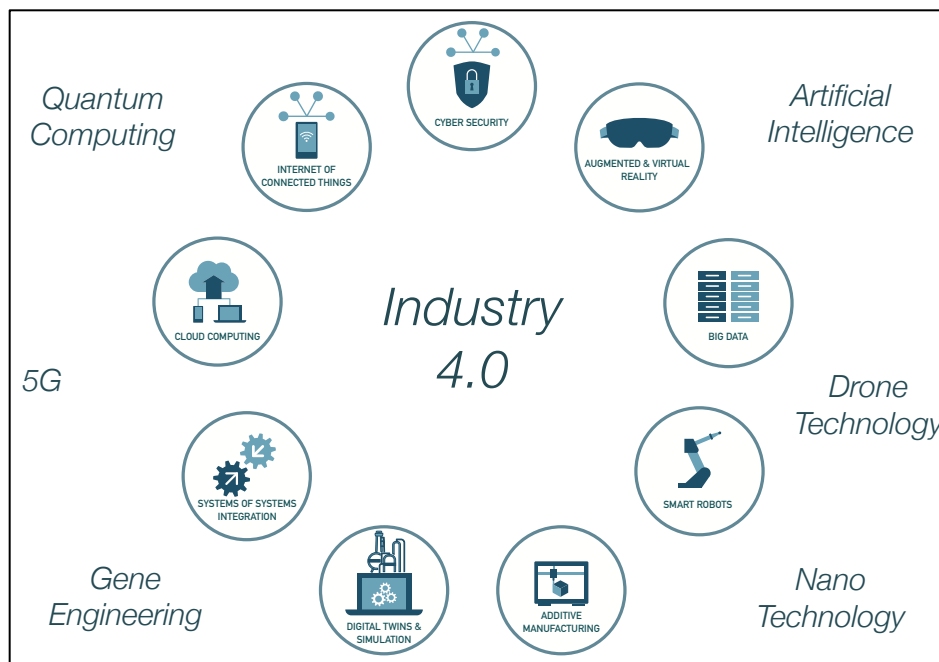 Quantum
Computing
Artificial
Intelligence
CYBER SECURITY
INTERNET OF
CONNECTED THINGS
AUGMENTED & VIRTUAL
REALITY
CLOUD COMPUTING
Industry
4.0
BIG DATA
5G
Drone
Technology
SYSTEMS OF SYSTEMS
INTEGRATION
SMART ROBOTS
Gene
Engineering
DIGITAL TWINS &
SIMULATION
ADDITIVE
MANUFACTURING
Nano
Technology